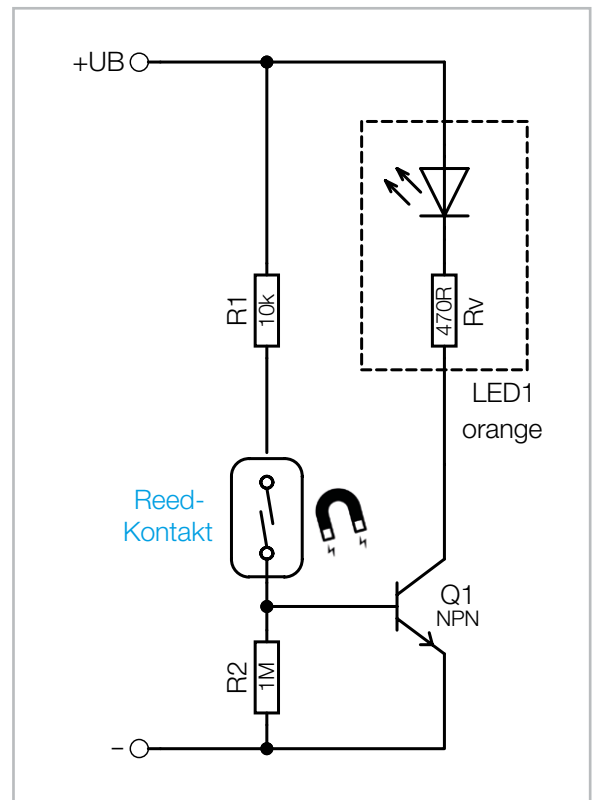 +UB
R1
10k
470R
Rv
LED1
orange
Reed-
Kontakt
Q1
NPN
R2
1M
-